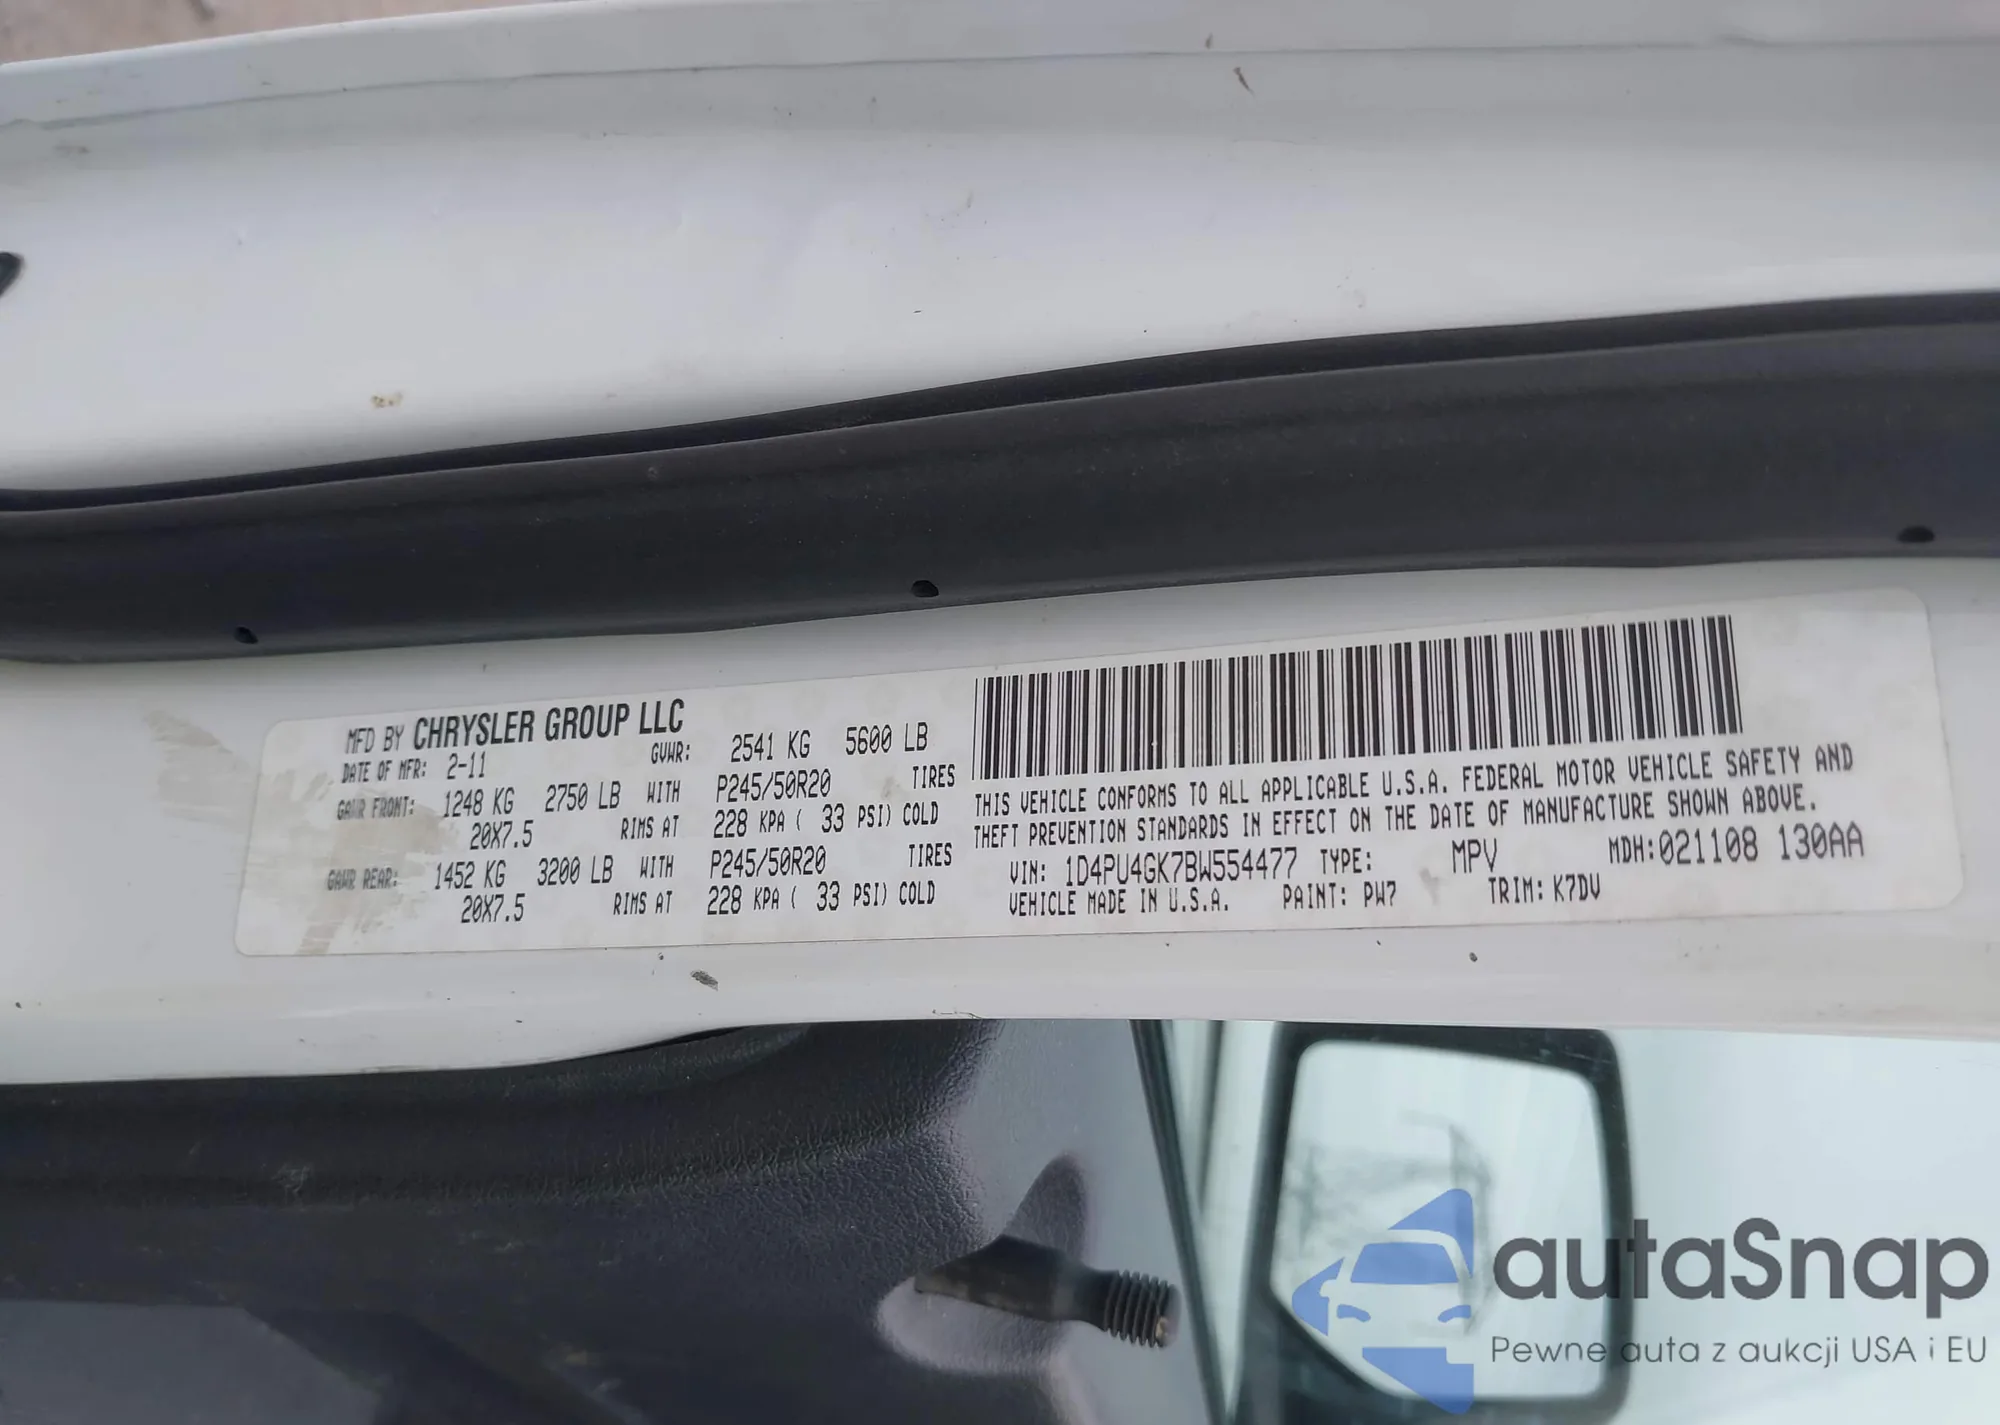 MFD BY CHRYSLER GROUP LLC
DATE OF MFR: 2-11 GVWR: 2541 KG 5600 LB
GAWR FRONT: 1248 KG 2750 LB WITH P245/50R20 TIRES
20X7.5 RIMS AT 228 KPA ( 33 PSI) COLD
GAWR REAR: 1452 KG 3200 LB WITH P245/50R20 TIRES
20X7.5 RIMS AT 228 KPA ( 33 PSI) COLD
THIS VEHICLE CONFORMS TO ALL APPLICABLE U.S.A. FEDERAL MOTOR VEHICLE SAFETY AND
THEFT PREVENTION STANDARDS IN EFFECT ON THE DATE OF MANUFACTURE SHOWN ABOVE.
VIN: 1D4PU4GK7BW554477 TYPE: MPV MDH:021108 130AA
VEHICLE MADE IN U.S.A. PAINT: PW7 TRIM: K7DV
autaSnap
Pewne auta z aukcji USA i EU